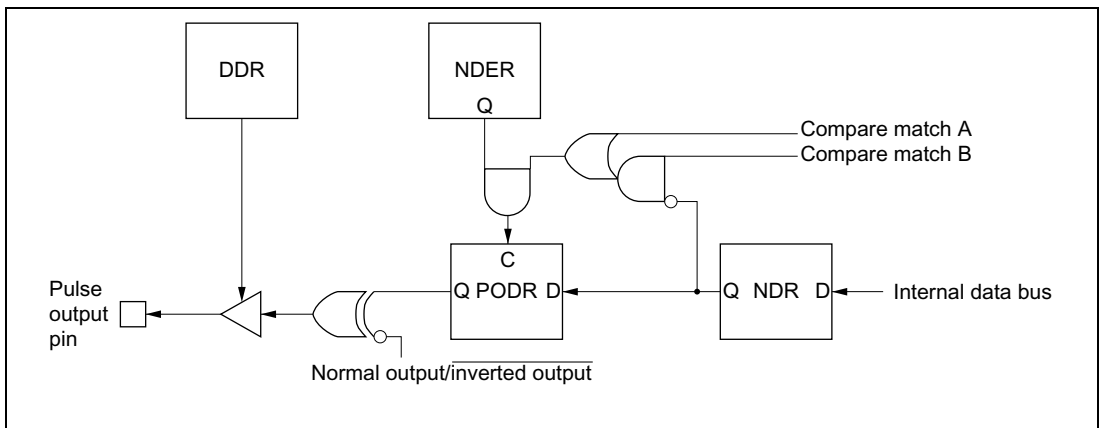 DDR
NDER
Q
Compare match A
Compare match B
C
Q PODR D
Q NDR D
Internal data bus
Pulse
output
pin
Normal output/inverted output